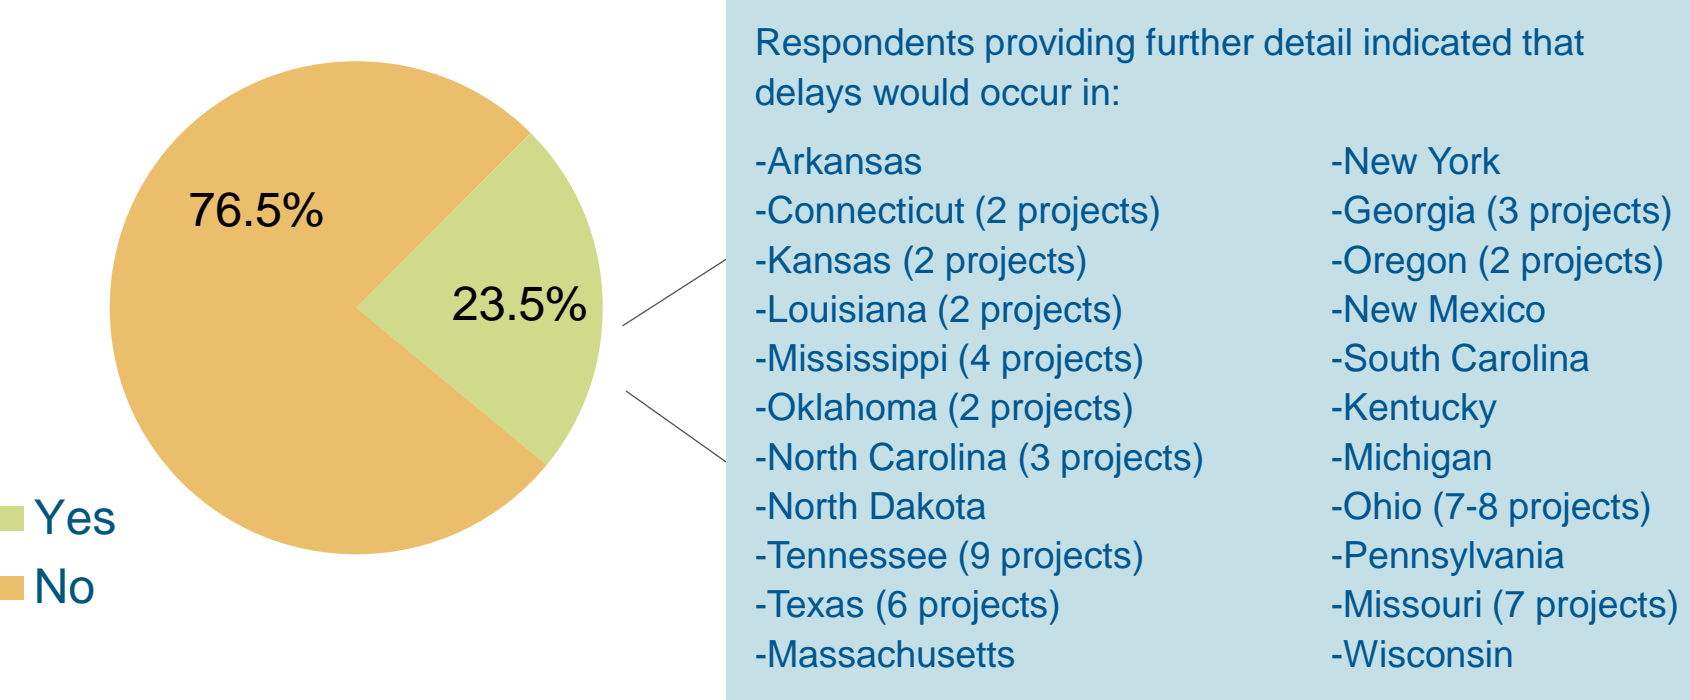 76.5%
23.5%
Yes
No
Respondents providing further detail indicated that
delays would occur in:
-Arkansas
-Connecticut (2 projects)
-Kansas (2 projects)
-Louisiana (2 projects)
-Mississippi (4 projects)
-Oklahoma (2 projects)
-North Carolina (3 projects)
-North Dakota
-Tennessee (9 projects)
-Texas (6 projects)
-Massachusetts
-New York
-Georgia (3 projects)
-Oregon (2 projects)
-New Mexico
-South Carolina
-Kentucky
-Michigan
-Ohio (7-8 projects)
-Pennsylvania
-Missouri (7 projects)
-Wisconsin